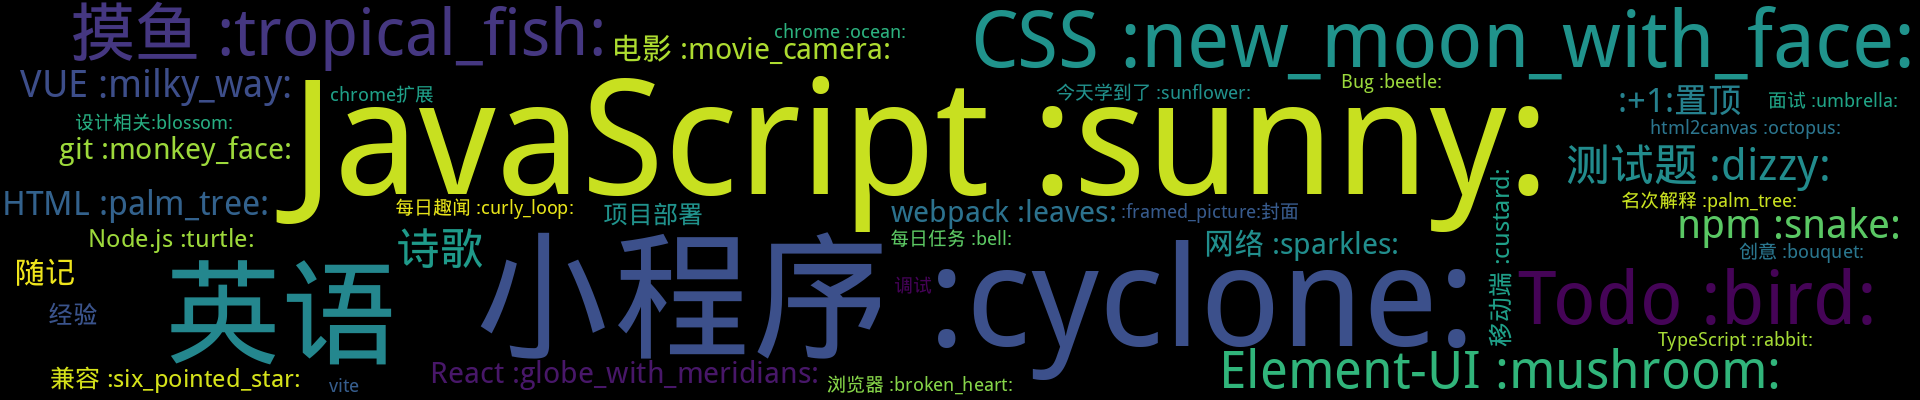 摸鱼 :tropical_fish:
chrome :ocean:
电影 :movie_camera:
CSS :new_moon_with_face:
VUE :milky_way:
chrome扩展
JavaScript :sunny:
今天学到了 :sunflower:
Bug :beetle:
:+1:置顶
面试 :umbrella:
设计相关:blossom:
html2canvas :octopus:
git :monkey_face:
测试题 :dizzy:
HTML :palm_tree:
每日趣闻 :curly_loop:
项目部署
webpack :leaves:
:framed_picture:封面
名次解释 :palm_tree:
npm :snake:
Node.js :turtle:
诗歌
每日任务 :bell:
网络 :sparkles:
移动端 :custard:
创意 :bouquet:
随记
英语
小程序 :cyclone:
调试
Todo :bird:
经验
TypeScript :rabbit:
兼容 :six_pointed_star:
vite
React :globe_with_meridians:
浏览器 :broken_heart:
Element-UI :mushroom: